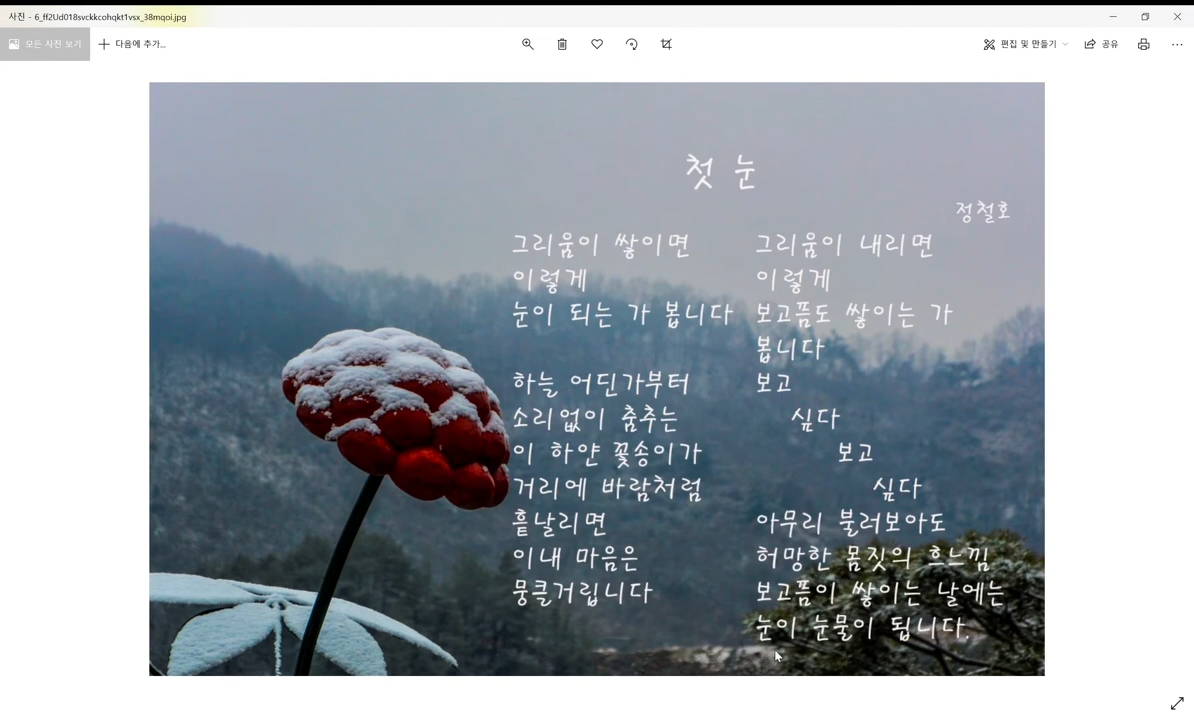 사진 - 6_ff2Ud018svckkcohqkt1vsx_38mqoi.jpg
모든 사진 보기
다음에 추가...
편집 및 만들기
공유
첫 눈
정철호
그리움이 쌓이면
이렇게
눈이 되는 가 봅니다
하늘 어딘가부터
소리없이 춤추는
이 하얀 꽃송이가
거리에 바람처럼
흩날리면
이내 마음은
뭉클거립니다
그리움이 내리면
이렇게
보고픔도 쌓이는 가
봅니다
보고
싶다
보고
싶다
아무리 불러보아도
허망한 몸짓의 흐느낌
보고픔이 쌓이는 날에는
눈이 눈물이 됩니다.